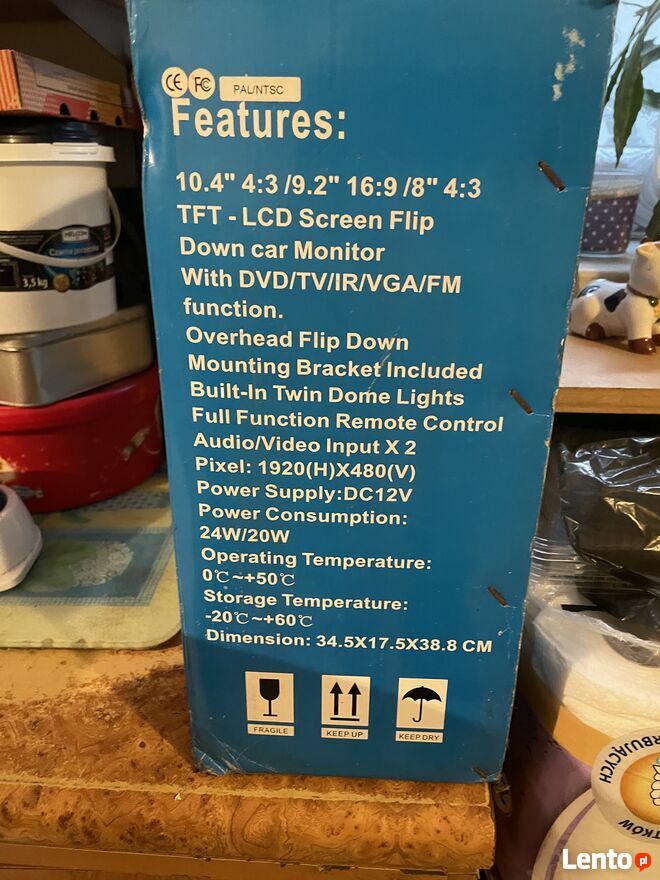 CE FC PAL/NTSC
Features:
10.4" 4:3 /9.2" 16:9 /8" 4:3
TFT - LCD Screen Flip
Down car Monitor
With DVD/TV/IR/VGA/FM
function.
Overhead Flip Down
Mounting Bracket Included
Built-In Twin Dome Lights
Full Function Remote Control
Audio/Video Input X 2
Pixel: 1920(H)X480(V)
Power Supply:DC12V
Power Consumption:
24W/20W
Operating Temperature:
0℃~+50℃
Storage Temperature:
-20℃~+60℃
Dimension: 34.5X17.5X38.8 CM
FRAGILE
KEEP UP
KEEP DRY
3,5 kg
Lento.pl